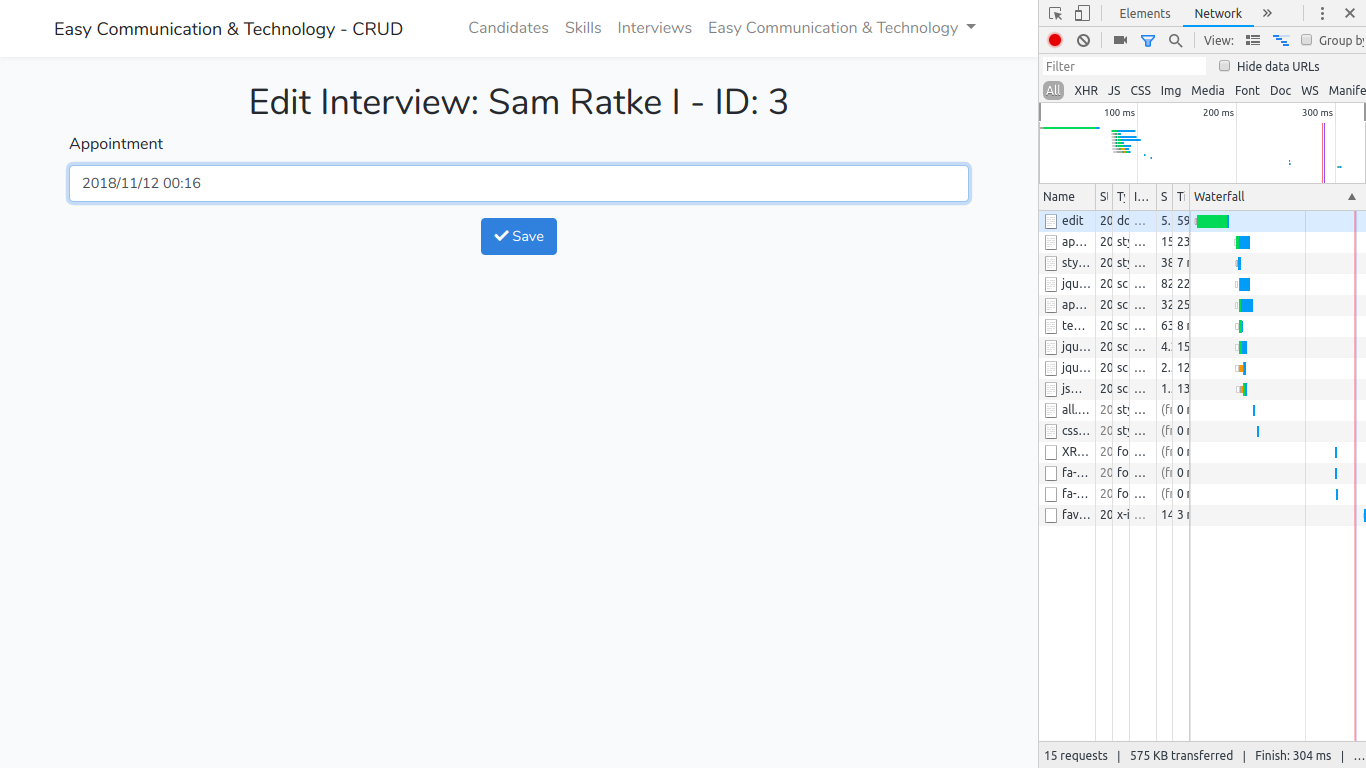 Easy Communication & Technology - CRUD Candidates Skills Interviews Easy Communication & Technology
Edit Interview: Sam Ratke I - ID: 3
Appointment
2018/11/12 00:16
Save
Elements Network »
View: Group by
Filter Hide data URLs
All XHR JS CSS Img Media Font Doc WS Manife
100 ms 200 ms 300 ms
Name St Ty I... S Ti Waterfall
edit 20 do ... 5. 59
ap... 20 sty ... 15 23
sty... 20 sty ... 38 7 m
jqu... 20 sc ... 82 22
ap... 20 sc ... 32 25
te... 20 sc ... 63 8 m
jqu... 20 sc ... 4. 15
jqu... 20 sc ... 2.. 12
js... 20 sc ... 1.. 13
all.... 20 sty ... (fr 0 m
css... 20 sty ... (fr 0 m
XR... 20 fo ... (fr 0 m
fa-... 20 fo ... (fr 0 m
fa-... 20 fo ... (fr 0 m
fav... 20 x-i ... 14 3 m
15 requests | 575 KB transferred | Finish: 304 ms | ...